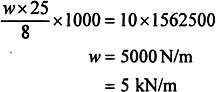 w × 25/8 × 1000 = 10 × 1562500
w = 5000 N/m
= 5 kN/m